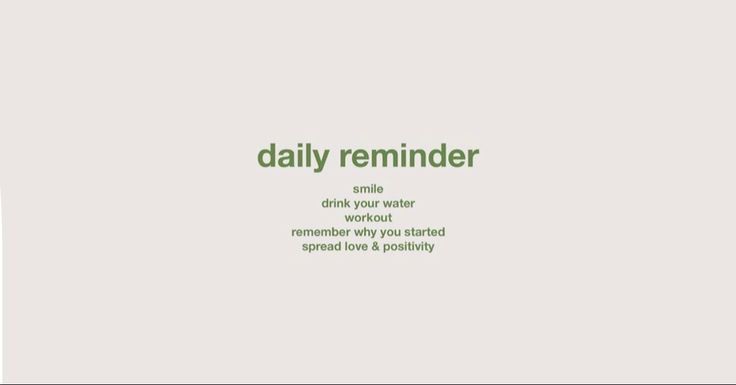 daily reminder
smile
drink your water
workout
remember why you started
spread love & positivity